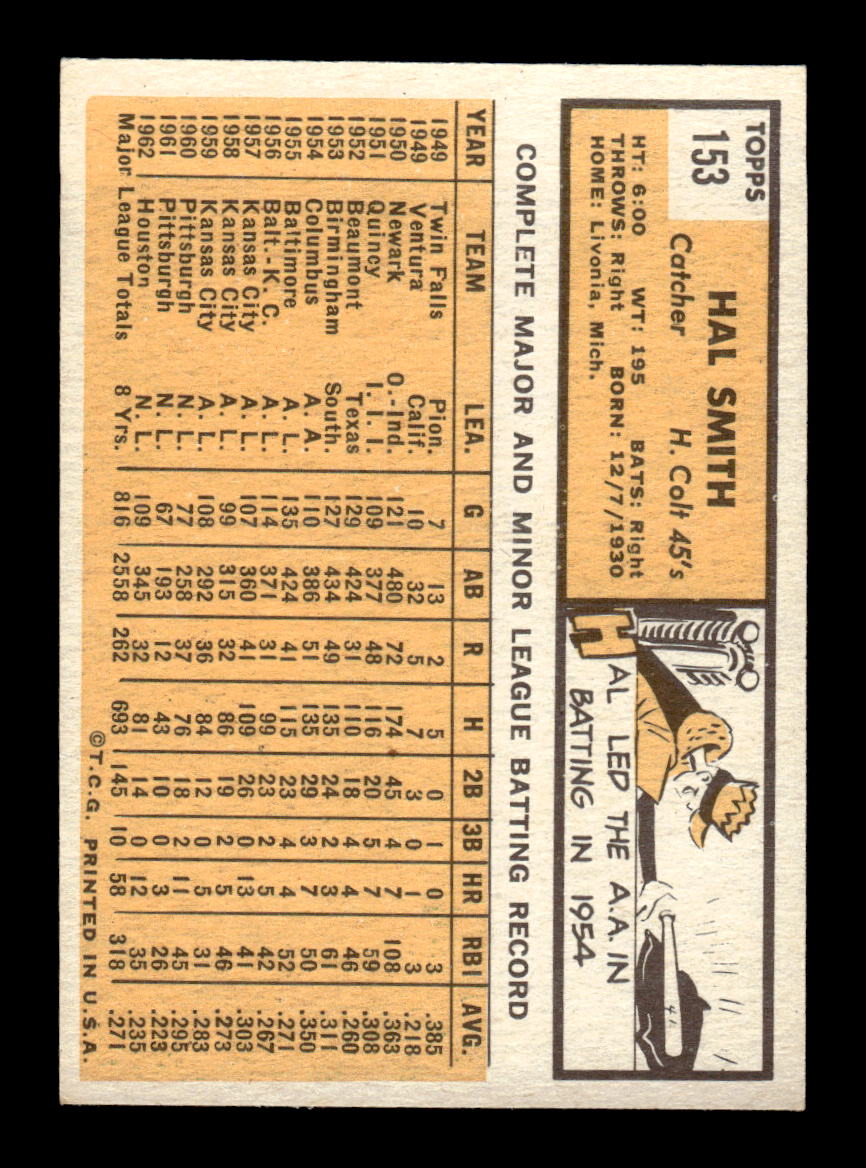 TOPPS
153
HAL SMITH
Catcher H. Colt 45's
HT: 6:00 WT: 195 BATS: Right
THROWS: Right BORN: 12/7/1930
HOME: Livonia, Mich.
HAL LED THE A.A. IN
BATTING IN 1954
41
COMPLETE MAJOR AND MINOR LEAGUE BATTING RECORD
YEAR TEAM LEA. G AB R H 2B 3B HR RBI AVG.
1949 Twin Falls Pion. 7 13 2 5 0 1 0 3 .385
1949 Ventura Calif. 10 32 5 7 3 0 1 3 .218
1950 Newark O.-Ind. 121 480 72 174 45 4 7 108 .363
1951 Quincy I. I. I. 109 377 48 116 20 5 7 59 .308
1952 Beaumont Texas 129 424 31 110 18 4 4 46 .260
1953 Birmingham South. 127 434 49 135 24 2 3 61 .311
1954 Columbus A. A. 110 386 51 135 29 3 7 50 .350
1955 Baltimore A. L. 135 424 41 115 23 4 4 52 .271
1956 Balt.-K. C. A. L. 114 371 31 99 23 2 5 42 .267
1957 Kansas City A. L. 107 360 41 109 26 0 13 41 .303
1958 Kansas City A. L. 99 315 32 86 19 2 5 46 .273
1959 Kansas City A. L. 108 292 36 84 12 0 5 31 .283
1960 Pittsburgh N. L. 77 258 37 76 18 2 11 45 .295
1961 Pittsburgh N. L. 67 193 12 43 10 0 3 26 .223
1962 Houston N. L. 109 345 32 81 14 0 12 35 .235
Major League Totals 8 Yrs. 816 2558 262 693 145 10 58 318 .271
©T.C.G. PRINTED IN U.S.A.